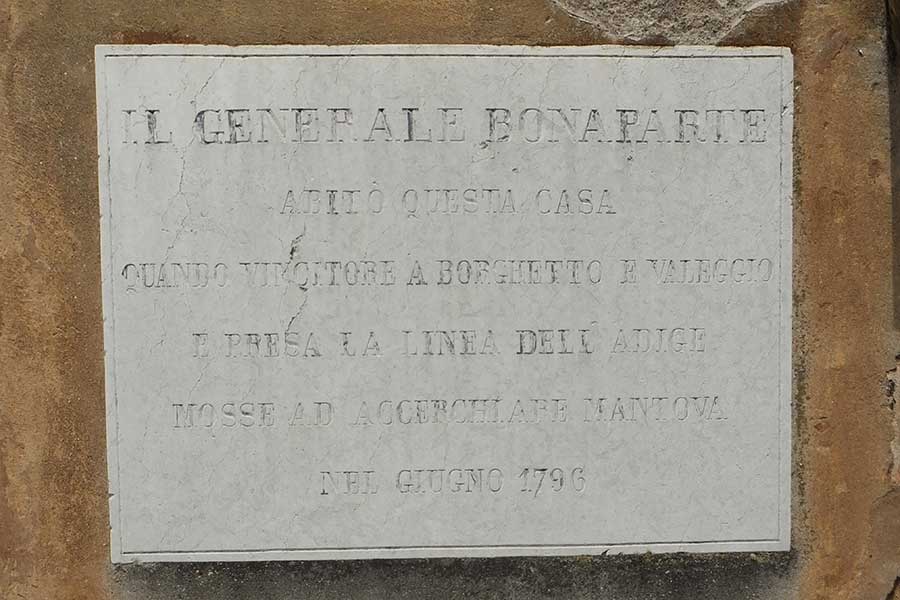 IL GENERALE BONAPARTE
ABITÒ QUESTA CASA
QUANDO VINCITORE A BORGHETTO E VALEGGIO
E PRESA LA LINEA DELL' ADIGE
MOSSE AD ACCERCHIARE MANTOVA
NEL GIUGNO 1796